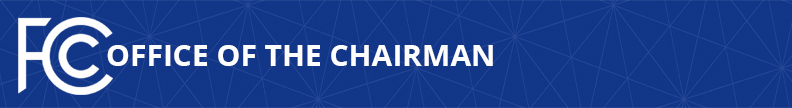 FCC OFFICE OF THE CHAIRMAN